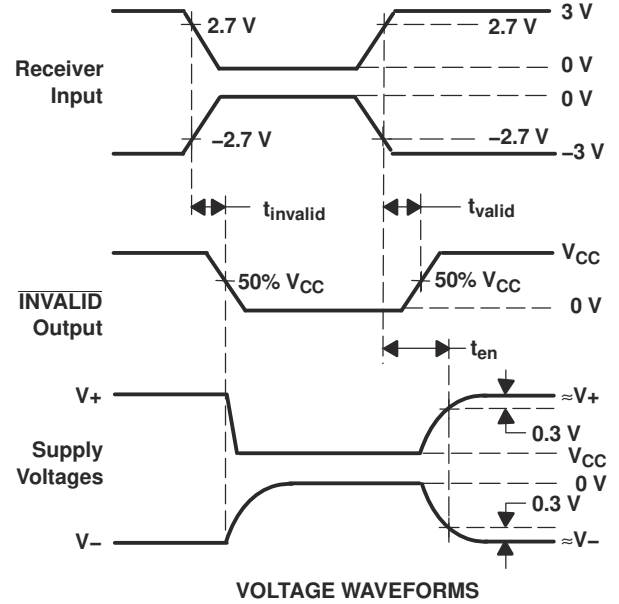 3 V
2.7 V
2.7 V
Receiver
Input
0 V
0 V
−2.7 V
−2.7 V
−3 V
tinvalid
tvalid
VCC
50% VCC
50% VCC
INVALID
Output
0 V
ten
V+
≈V+
0.3 V
Supply
Voltages
VCC
0 V
0.3 V
V−
≈V−
VOLTAGE WAVEFORMS